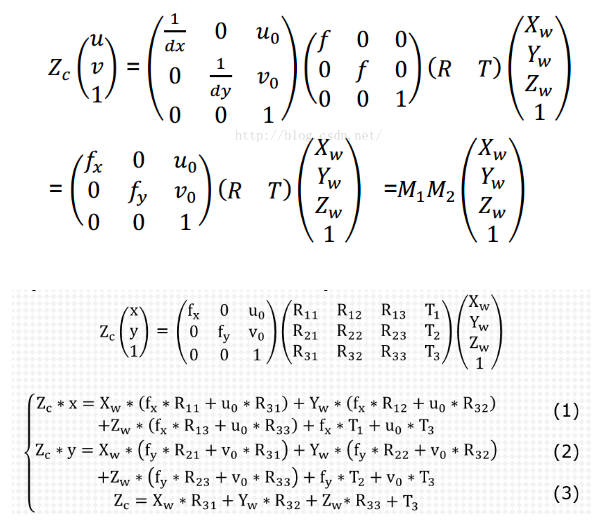 Z_c (u v 1) = (1/dx 0 u_0; 0 1/dy v_0; 0 0 1) (f 0 0; 0 f 0; 0 0 1) (R T) (X_w Y_w Z_w 1)
http://blog.csdn.net/
= (f_x 0 u_0; 0 f_y v_0; 0 0 1) (R T) (X_w Y_w Z_w 1) =M_1M_2 (X_w Y_w Z_w 1)
Z_c (x y 1) = (f_x 0 u_0; 0 f_y v_0; 0 0 1) (R_11 R_12 R_13 T_1; R_21 R_22 R_23 T_2; R_31 R_32 R_33 T_3) (X_w Y_w Z_w 1)
Z_c * x = X_w * (f_x * R_11 + u_0 * R_31) + Y_w * (f_x * R_12 + u_0 * R_32) (1)
+Z_w * (f_x * R_13 + u_0 * R_33) + f_x * T_1 + u_0 * T_3
Z_c * y = X_w * (f_y * R_21 + v_0 * R_31) + Y_w * (f_y * R_22 + v_0 * R_32) (2)
+Z_w * (f_y * R_23 + v_0 * R_33) + f_y * T_2 + v_0 * T_3
Z_c = X_w * R_31 + Y_w * R_32 + Z_w * R_33 + T_3 (3)